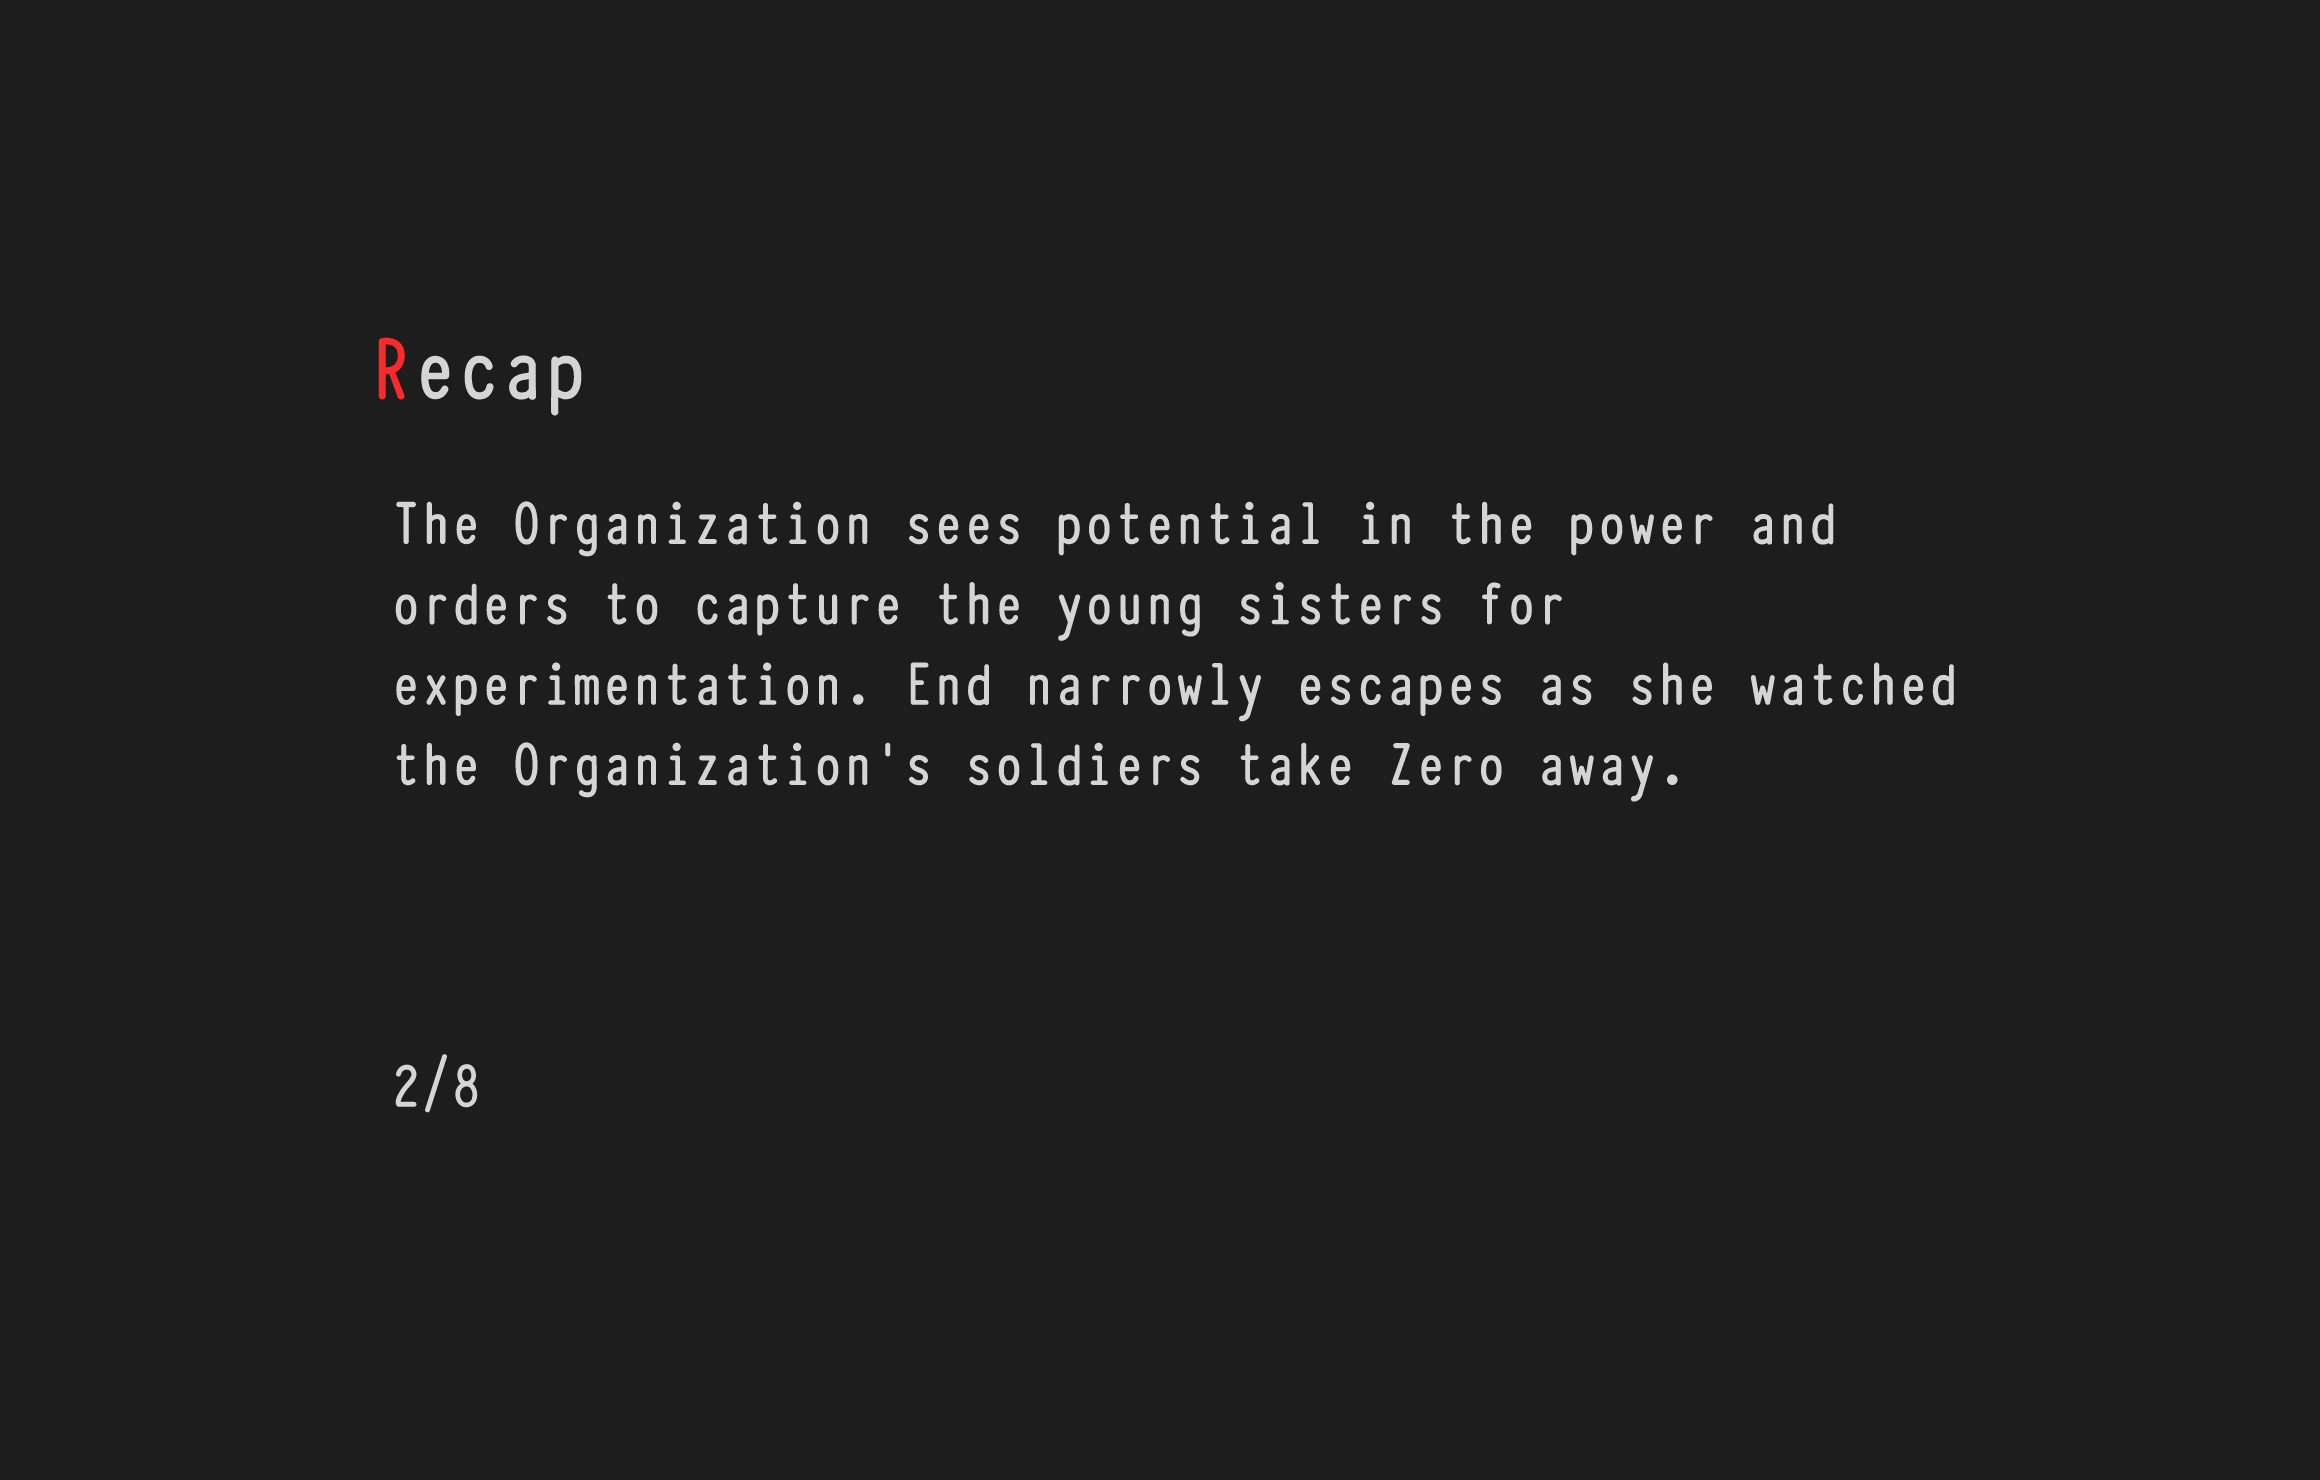 Recap
The Organization sees potential in the power and
orders to capture the young sisters for
experimentation. End narrowly escapes as she watched
the Organization's soldiers take Zero away.
2/8